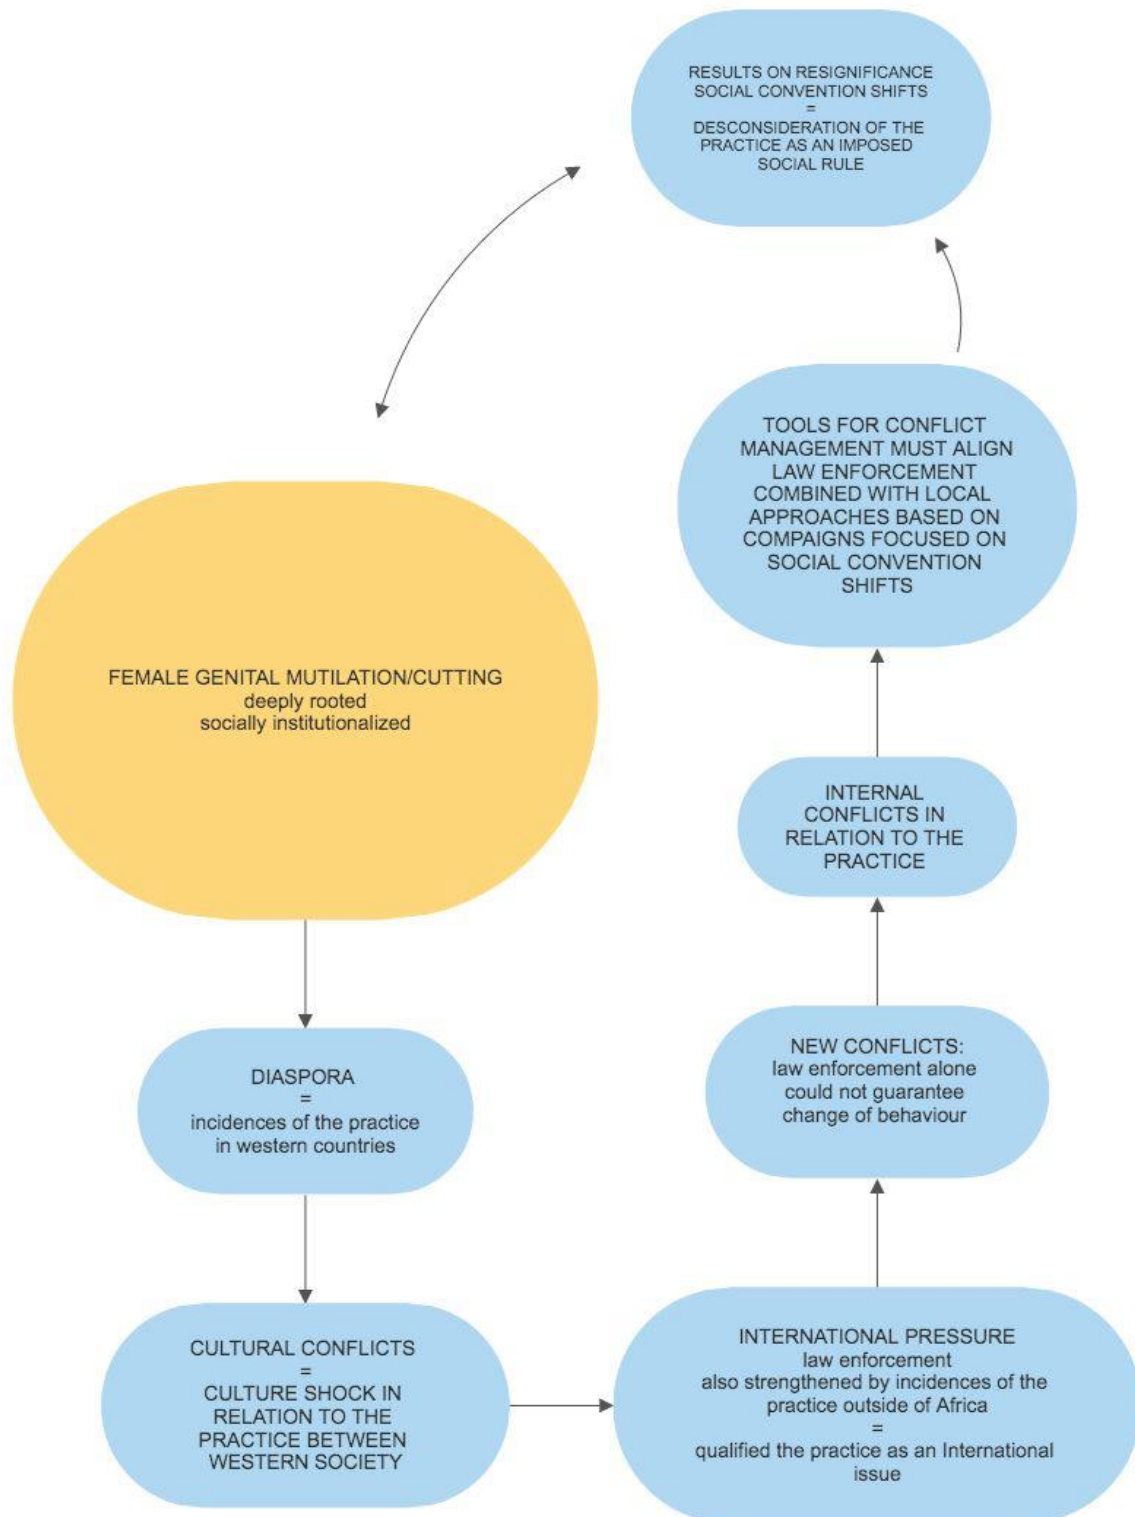 RESULTS ON RESIGNIFICANCE
SOCIAL CONVENTION SHIFTS
=
DESCONSIDERATION OF THE
PRACTICE AS AN IMPOSED
SOCIAL RULE
TOOLS FOR CONFLICT
MANAGEMENT MUST ALIGN
LAW ENFORCEMENT
COMBINED WITH LOCAL
APPROACHES BASED ON
COMPAIGNS FOCUSED ON
SOCIAL CONVENTION
SHIFTS
FEMALE GENITAL MUTILATION/CUTTING
deeply rooted
socially institutionalized
INTERNAL
CONFLICTS IN
RELATION TO THE
PRACTICE
NEW CONFLICTS:
law enforcement alone
could not guarantee
change of behaviour
DIASPORA
=
incidences of the practice
in western countries
CULTURAL CONFLICTS
=
CULTURE SHOCK IN
RELATION TO THE
PRACTICE BETWEEN
WESTERN SOCIETY
INTERNATIONAL PRESSURE
law enforcement
also strengthened by incidences of the
practice outside of Africa
=
qualified the practice as an International
issue